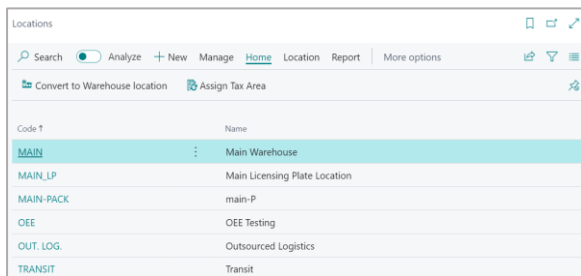 Locations
Search Analyze New Manage Home Location Report More options
Convert to Warehouse location Assign Tax Area
Code ↑ Name
MAIN Main Warehouse
MAIN_LP Main Licensing Plate Location
MAIN-PACK main-P
OEE OEE Testing
OUT. LOG. Outsourced Logistics
TRANSIT Transit